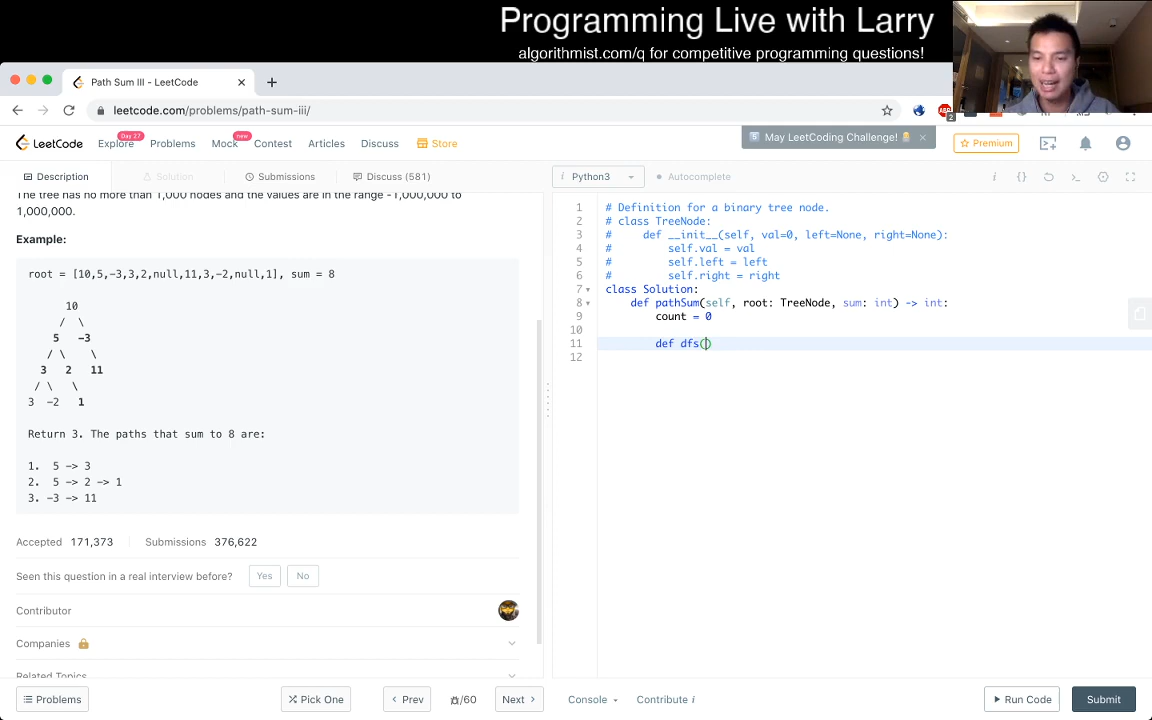 Programming Live with Larry
algorithmist.com/q for competitive programming questions!
Path Sum III - LeetCode
leetcode.com/problems/path-sum-iii/
2
LeetCode
Explore Day 27
Problems
Mock new
Contest
Articles
Discuss
Store
May LeetCoding Challenge!
Premium
Description
Solution
Submissions
Discuss (581)
i Python3
Autocomplete
The tree has no more than 1,000 nodes and the values are in the range -1,000,000 to
1,000,000.
Example:
root = [10,5,-3,3,2,null,11,3,-2,null,1], sum = 8
10
/ \
5 -3
/ \ \
3 2 11
/ \ \
3 -2 1
Return 3. The paths that sum to 8 are:
1. 5 -> 3
2. 5 -> 2 -> 1
3. -3 -> 11
Accepted 171,373
Submissions 376,622
Seen this question in a real interview before?
Yes
No
Contributor
Companies
Related Topics
1 # Definition for a binary tree node.
2 # class TreeNode:
3 # def __init__(self, val=0, left=None, right=None):
4 # self.val = val
5 # self.left = left
6 # self.right = right
7 class Solution:
8 def pathSum(self, root: TreeNode, sum: int) -> int:
9 count = 0
10
11 def dfs()
12
Problems
Pick One
Prev
/60
Next
Console
Contribute i
Run Code
Submit